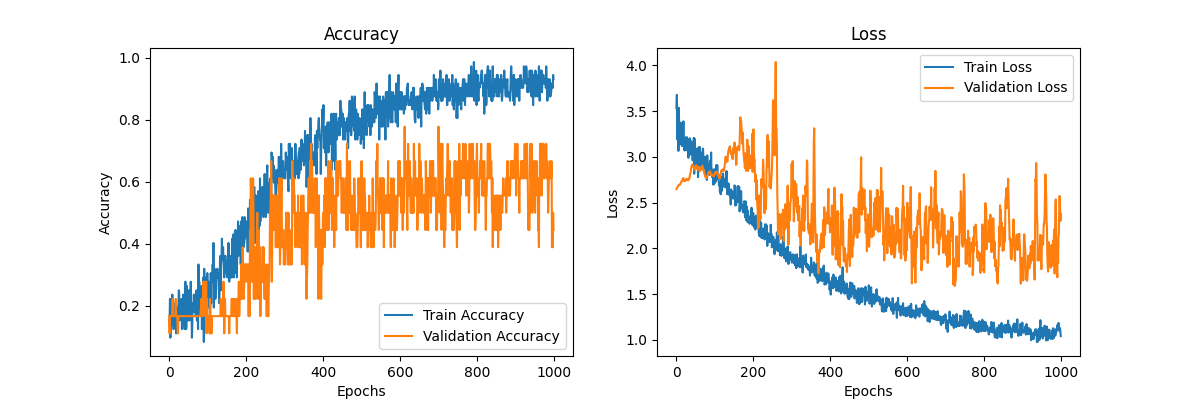 Accuracy
Accuracy
1.0
0.8
0.6
0.4
0.2
0 200 400 600 800 1000
Epochs
Train Accuracy
Validation Accuracy
Loss
Loss
4.0
3.5
3.0
2.5
2.0
1.5
1.0
0 200 400 600 800 1000
Epochs
Train Loss
Validation Loss